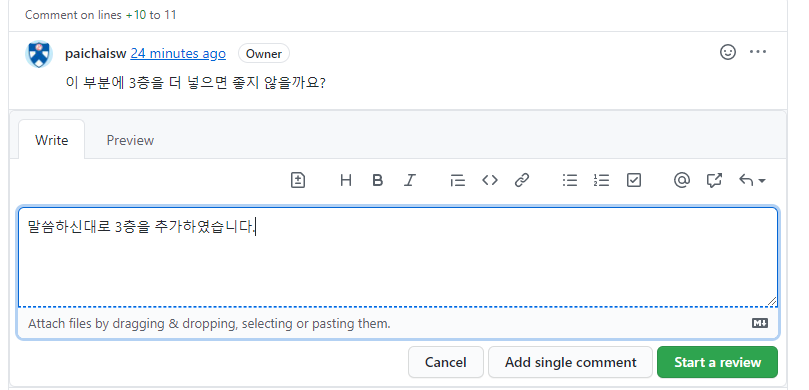 Comment on lines +10 to 11
paichaisw 24 minutes ago Owner
이 부분에 3층을 더 넣으면 좋지 않을까요?
Write Preview
말씀하신대로 3층을 추가하였습니다.
Attach files by dragging & dropping, selecting or pasting them.
Cancel Add single comment Start a review